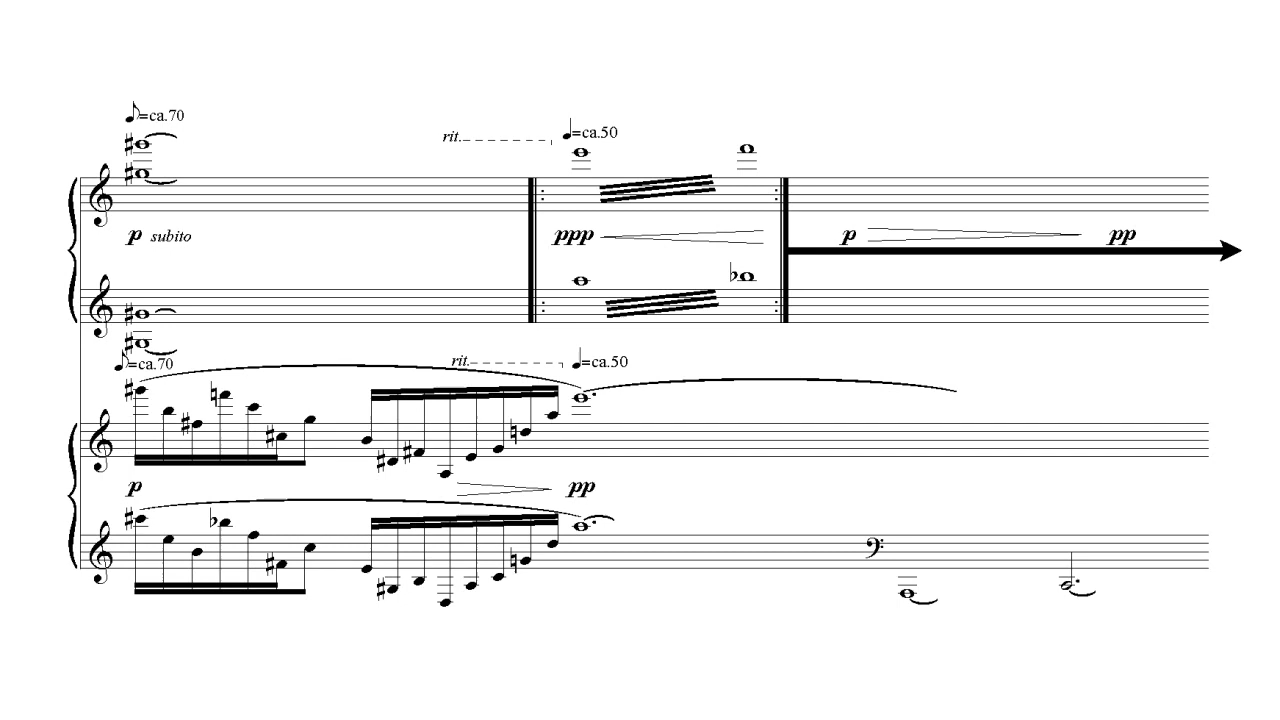 ♪=ca.70
rit.
♩=ca.50
p subito
ppp
p
pp
♪=ca.70
rit.
♩=ca.50
p
pp